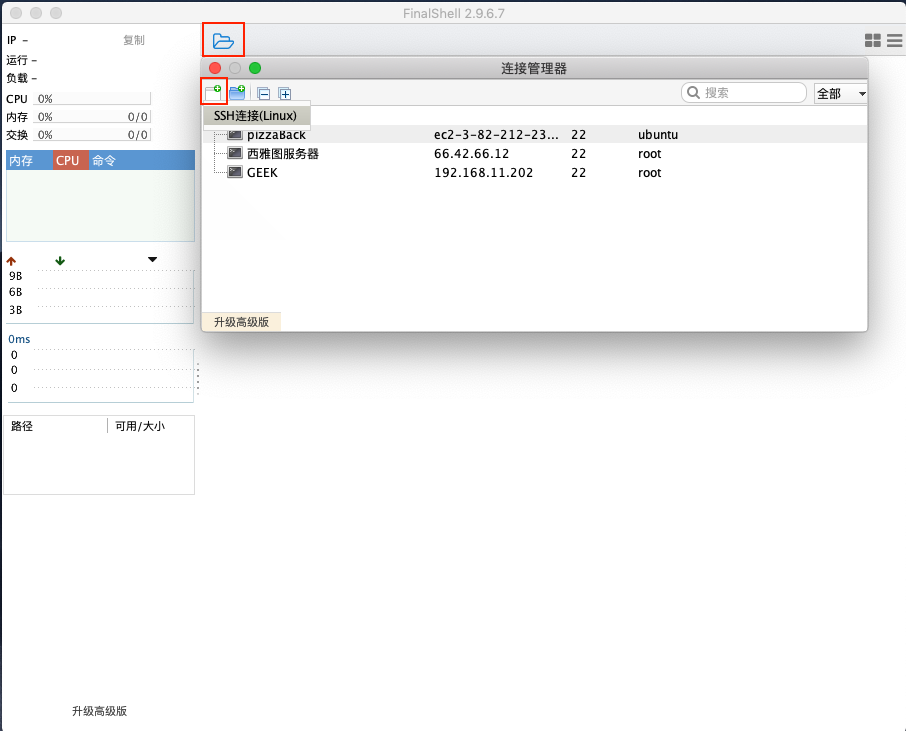 FinalShell 2.9.6.7
IP –
复制
运行 –
负载 –
CPU 0%
内存 0% 0/0
交换 0% 0/0
内存 CPU 命令
9B
6B
3B
0ms
0
0
0
路径 可用/大小
升级高级版
连接管理器
搜索
全部
SSH连接(Linux)
pizzaBack ec2-3-82-212-23... 22 ubuntu
西雅图服务器 66.42.66.12 22 root
GEEK 192.168.11.202 22 root
升级高级版